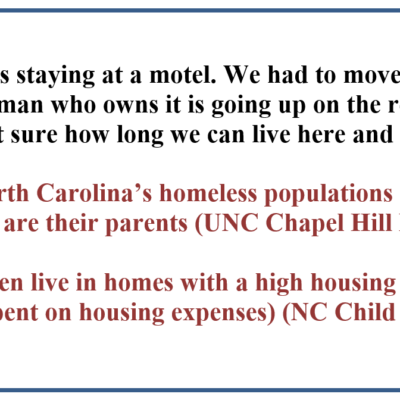 s staying at a motel. We had to move
man who owns it is going up on the r
t sure how long we can live here and
rth Carolina's homeless populations
are their parents (UNC Chapel Hill
en live in homes with a high housing
pent on housing expenses) (NC Child